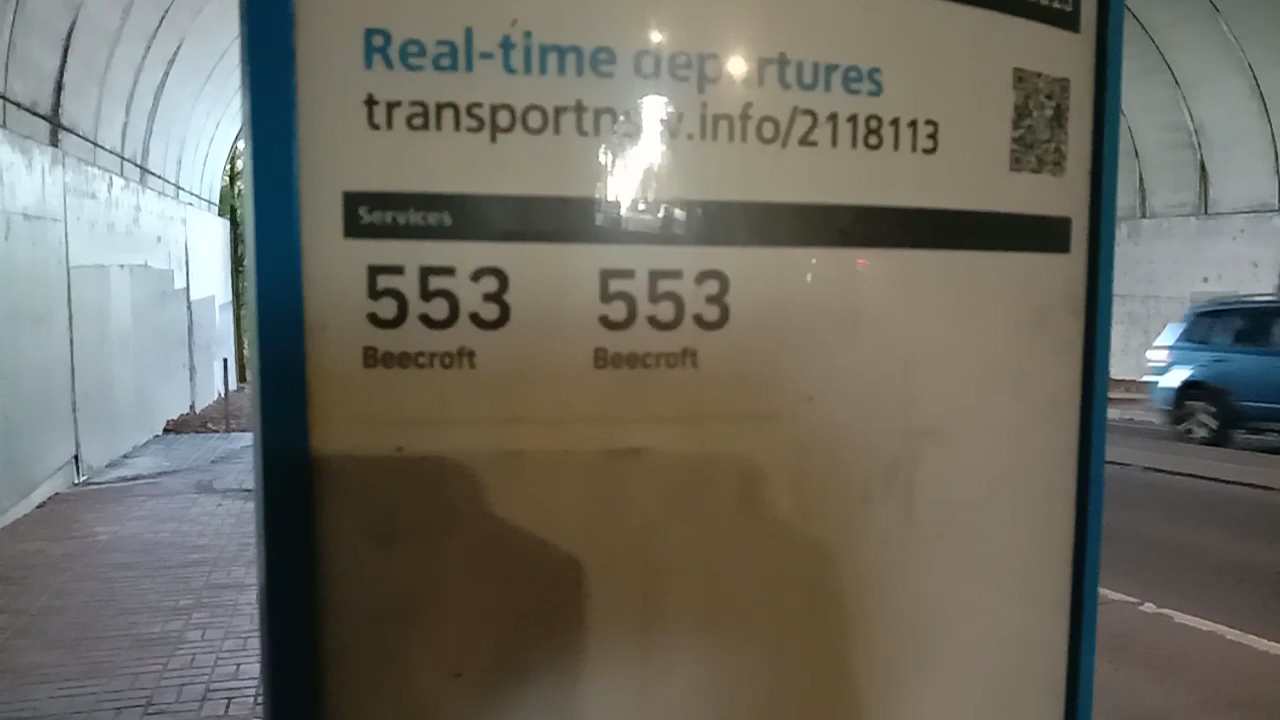 Real-time departures
transportnsw.info/2118113
Services
553 553
Beecroft Beecroft